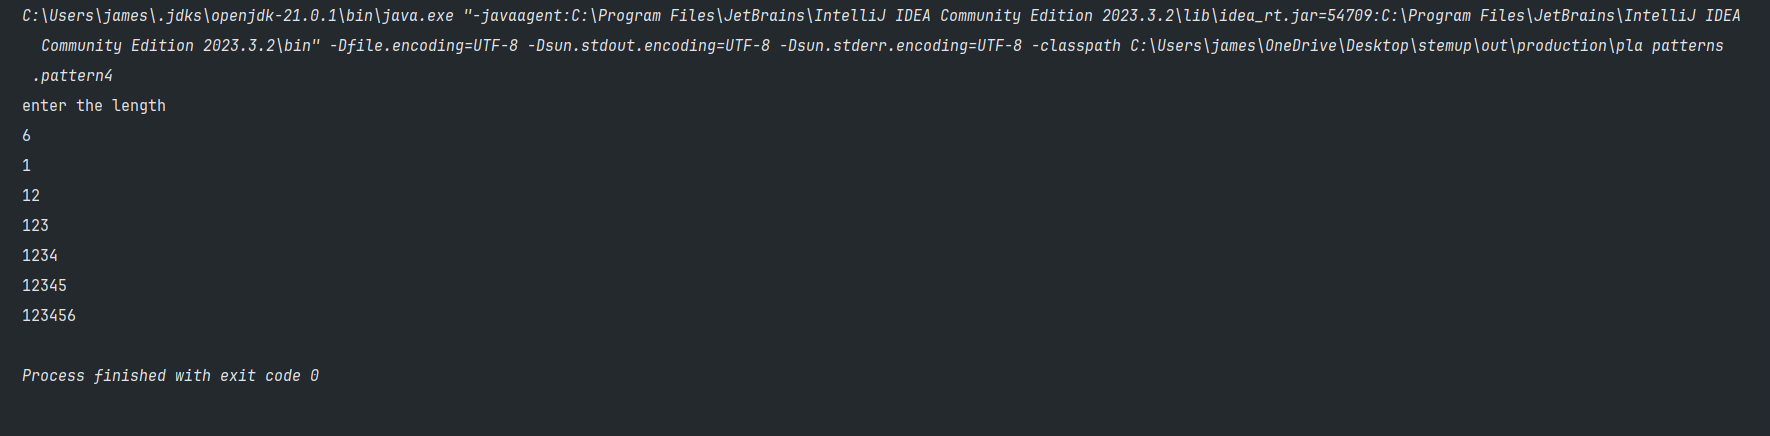 C:\Users\james\.jdks\openjdk-21.0.1\bin\java.exe "-javaagent:C:\Program Files\JetBrains\IntelliJ IDEA Community Edition 2023.3.2\lib\idea_rt.jar=54709:C:\Program Files\JetBrains\IntelliJ IDEA
Community Edition 2023.3.2\bin" -Dfile.encoding=UTF-8 -Dsun.stdout.encoding=UTF-8 -Dsun.stderr.encoding=UTF-8 -classpath C:\Users\james\OneDrive\Desktop\stemup\out\production\pla patterns
.pattern4
enter the length
6
1
12
123
1234
12345
123456
Process finished with exit code 0